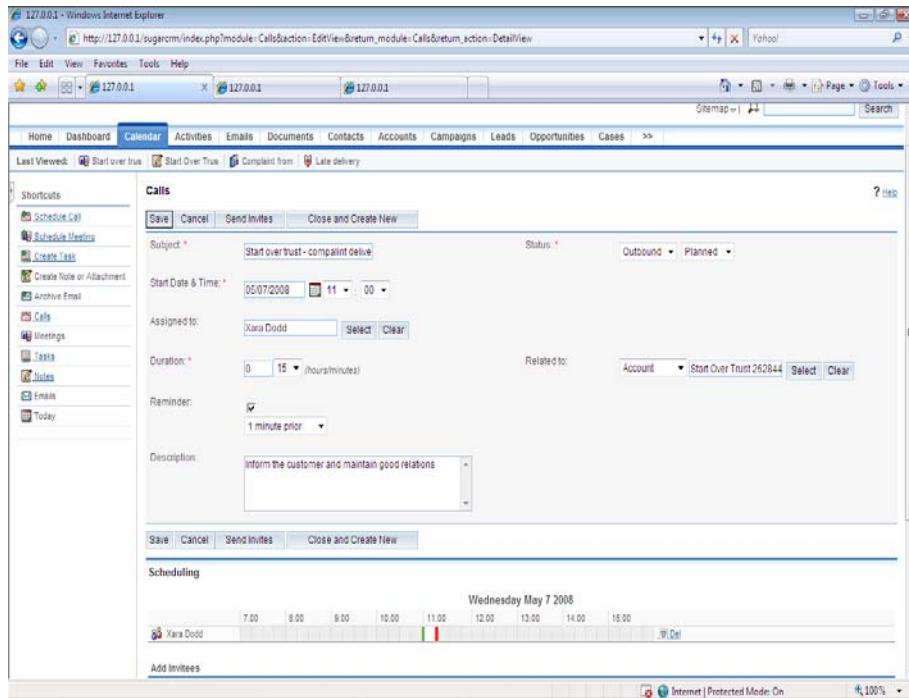 127.0.0.1 - Windows Internet Explorer
http://127.0.0.1/sugarcrm/index.php?module=Calls&action=EditView&return_module=Calls&return_action=DetailView
Yahoo!
File Edit View Favorites Tools Help
127.0.0.1 127.0.0.1 127.0.0.1
Page Tools
Sitemap Search
Home Dashboard Calendar Activities Emails Documents Contacts Accounts Campaigns Leads Opportunities Cases >>
Last Viewed: Start over trus Start Over Trus Complaint from Late delivery
Shortcuts
Schedule Call
Schedule Meeting
Create Task
Create Note or Attachment
Archive Email
Calls
Meetings
Tasks
Notes
Emails
Today
Calls
? Help
Save Cancel Send Invites Close and Create New
Subject: * Start over trust - compalint delive Status: * Outbound Planned
Start Date & Time: * 05/07/2008 11 : 00
Assigned to: Xara Dodd Select Clear
Duration: * 0 15 (hours/minutes) Related to: Account Start Over Trust 262844 Select Clear
Reminder:
1 minute prior
Description: Inform the customer and maintain good relations
Save Cancel Send Invites Close and Create New
Scheduling
Wednesday May 7 2008
7:00 8:00 9:00 10:00 11:00 12:00 13:00 14:00 15:00
Xara Dodd Del
Add Invitees
Internet | Protected Mode: On 100%